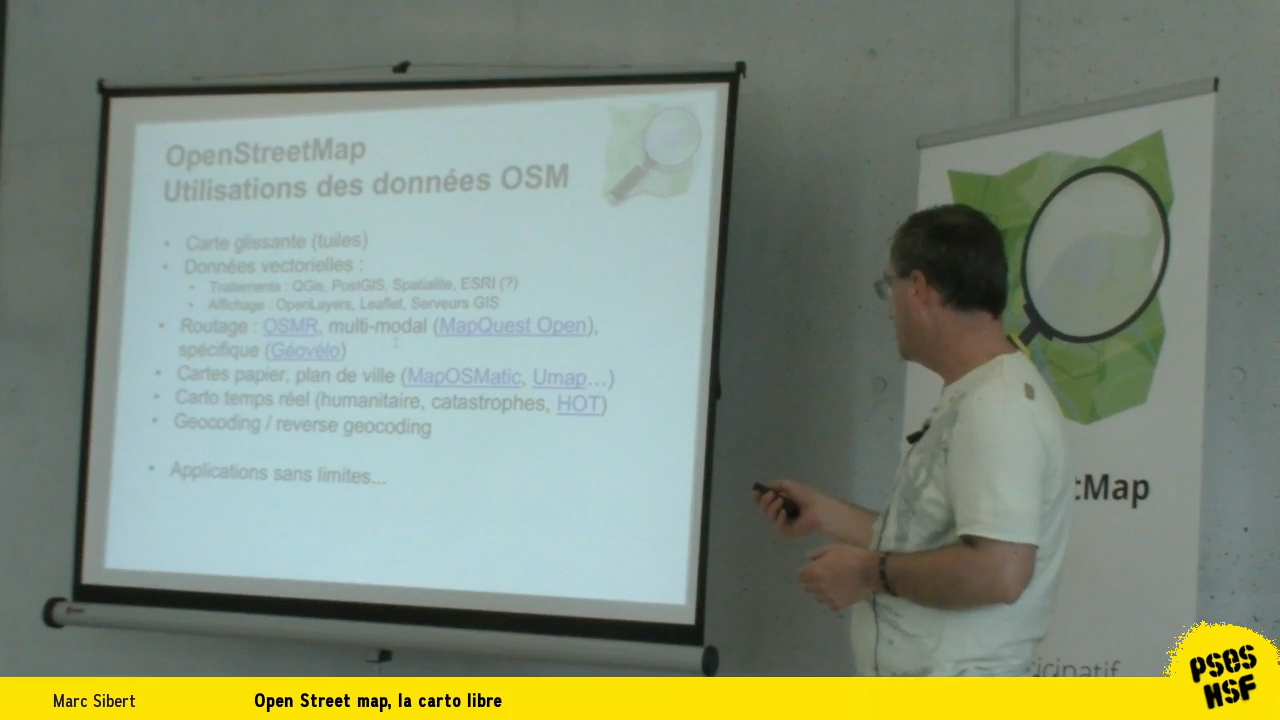 OpenStreetMap
Utilisations des données OSM
• Carte glissante (tuiles)
• Données vectorielles :
• Traitements : QGis, PostGIS, Spatialite, ESRI (?)
• Affichage : OpenLayers, Leaflet, Serveurs GIS
• Routage : OSMR, multi-modal (MapQuest Open),
spécifique (Géovélo)
• Cartes papier, plan de ville (MapOSMatic, Umap…)
• Carto temps réel (humanitaire, catastrophes, HOT)
• Geocoding / reverse geocoding
• Applications sans limites...
tMap
icipatif
Marc Sibert
Open Street map, la carto libre
PSES
HSF